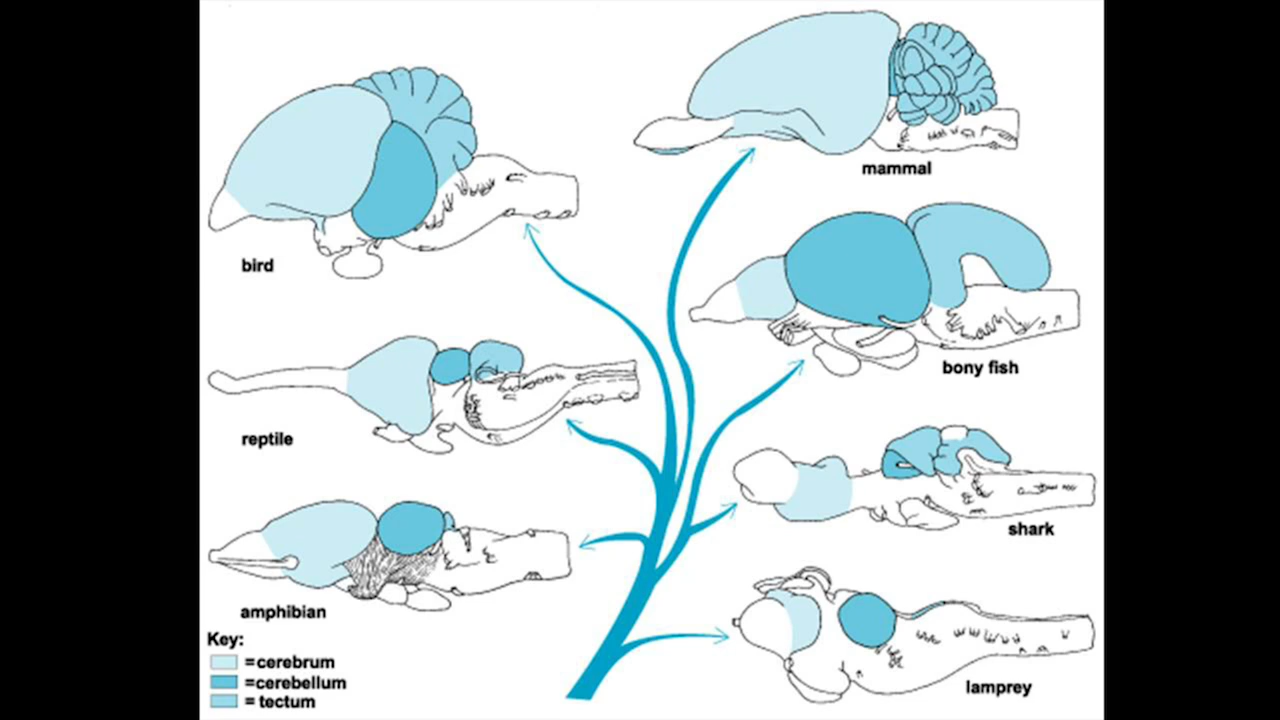 mammal
bird
bony fish
reptile
shark
amphibian
lamprey
Key:
=cerebrum
=cerebellum
= tectum